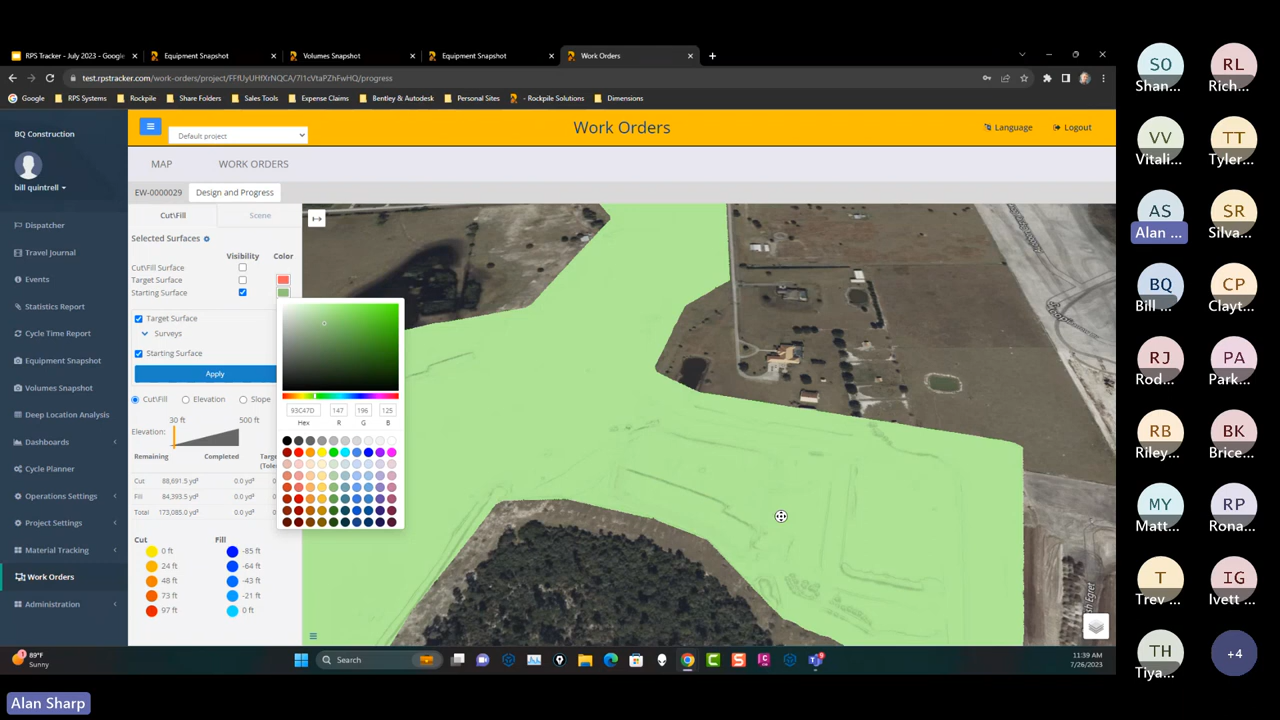 RPS Tracker - July 2023 - Google
Equipment Snapshot
Volumes Snapshot
Equipment Snapshot
Work Orders
test.rpstracker.com/work-orders/project/FFfUyUHfXrNQCA/7I1cVtaPZhFwHQ/progress
Google
RPS Systems
Rockpile
Share Folders
Sales Tools
Expense Claims
Bentley & Autodesk
Personal Sites
- Rockpile Solutions
Dimensions
BQ Construction
bill quintrell
Default project
Work Orders
Language
Logout
MAP
WORK ORDERS
EW-0000029
Design and Progress
Dispatcher
Travel Journal
Events
Statistics Report
Cycle Time Report
Equipment Snapshot
Volumes Snapshot
Deep Location Analysis
Dashboards
Cycle Planner
Operations Settings
Project Settings
Material Tracking
Work Orders
Administration
Cut\Fill
Scene
Selected Surfaces
Visibility
Color
Cut\Fill Surface
Target Surface
Starting Surface
Target Surface
Surveys
Starting Surface
Apply
Cut\Fill
Elevation
Slope
30 ft
500 ft
Elevation:
Remaining
Completed
Cut
88,691.5 yd³
0.0 yd³
Fill
84,393.5 yd³
0.0 yd³
Total
173,085.0 yd³
0.0 yd³
Cut
Fill
0 ft
-85 ft
24 ft
-64 ft
48 ft
-43 ft
73 ft
-21 ft
97 ft
0 ft
93C47D
147
196
125
Hex
R
G
B
89°F
Sunny
Search
11:39 AM
7/26/2023
SO
Shan...
RL
Rich...
VV
Vitali...
TT
Tyler...
AS
Alan ...
SR
Silva...
BQ
Bill ...
CP
Clayt...
RJ
Rod...
PA
Park...
RB
Riley...
BK
Brice...
MY
Matt...
RP
Rona...
T
Trev ...
IG
Ivett ...
TH
Tiya...
+4
Alan Sharp